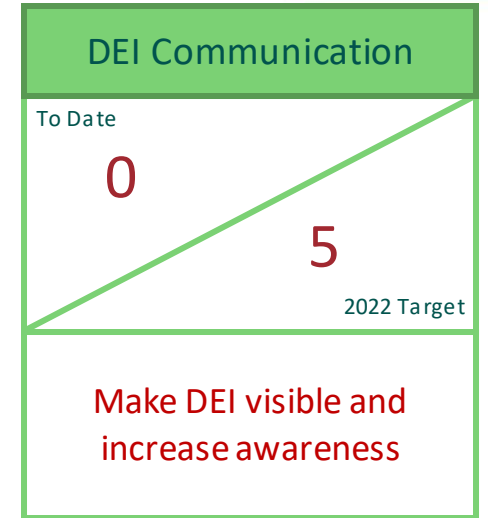 DEI Communication
To Date
0
5
2022 Target
Make DEI visible and
increase awareness